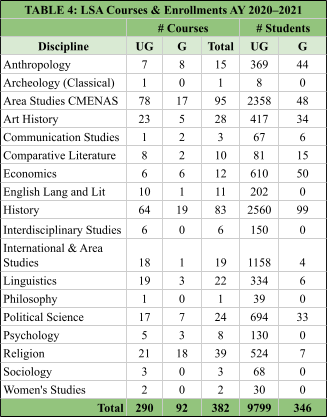 TABLE 4: LSA Courses & Enrollments AY 2020–2021
# Courses # Students
Discipline UG G Total UG G
Anthropology 7 8 15 369 44
Archeology (Classical) 1 0 1 8 0
Area Studies CMENAS 78 17 95 2358 48
Art History 23 5 28 417 34
Communication Studies 1 2 3 67 6
Comparative Literature 8 2 10 81 15
Economics 6 6 12 610 50
English Lang and Lit 10 1 11 202 0
History 64 19 83 2560 99
Interdisciplinary Studies 6 0 6 150 0
International & Area
Studies 18 1 19 1158 4
Linguistics 19 3 22 334 6
Philosophy 1 0 1 39 0
Political Science 17 7 24 694 33
Psychology 5 3 8 130 0
Religion 21 18 39 524 7
Sociology 3 0 3 68 0
Women's Studies 2 0 2 30 0
Total 290 92 382 9799 346